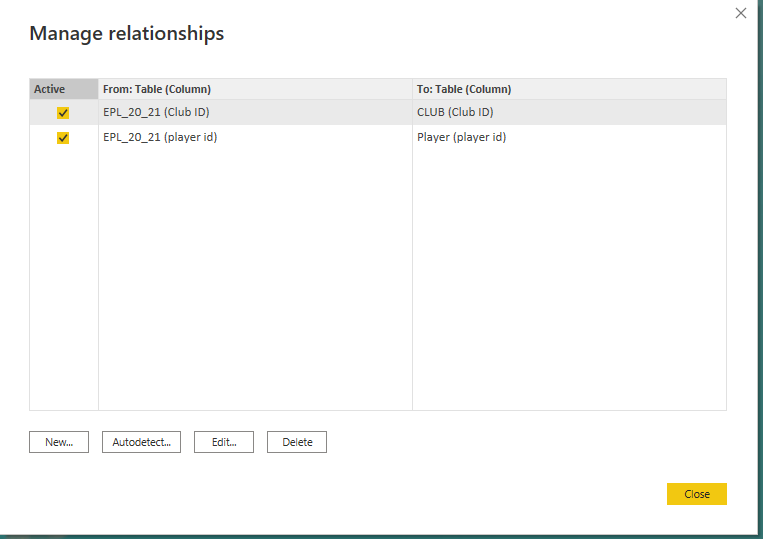 Manage relationships
Active From: Table (Column) To: Table (Column)
EPL_20_21 (Club ID) CLUB (Club ID)
EPL_20_21 (player id) Player (player id)
New... Autodetect... Edit... Delete
Close